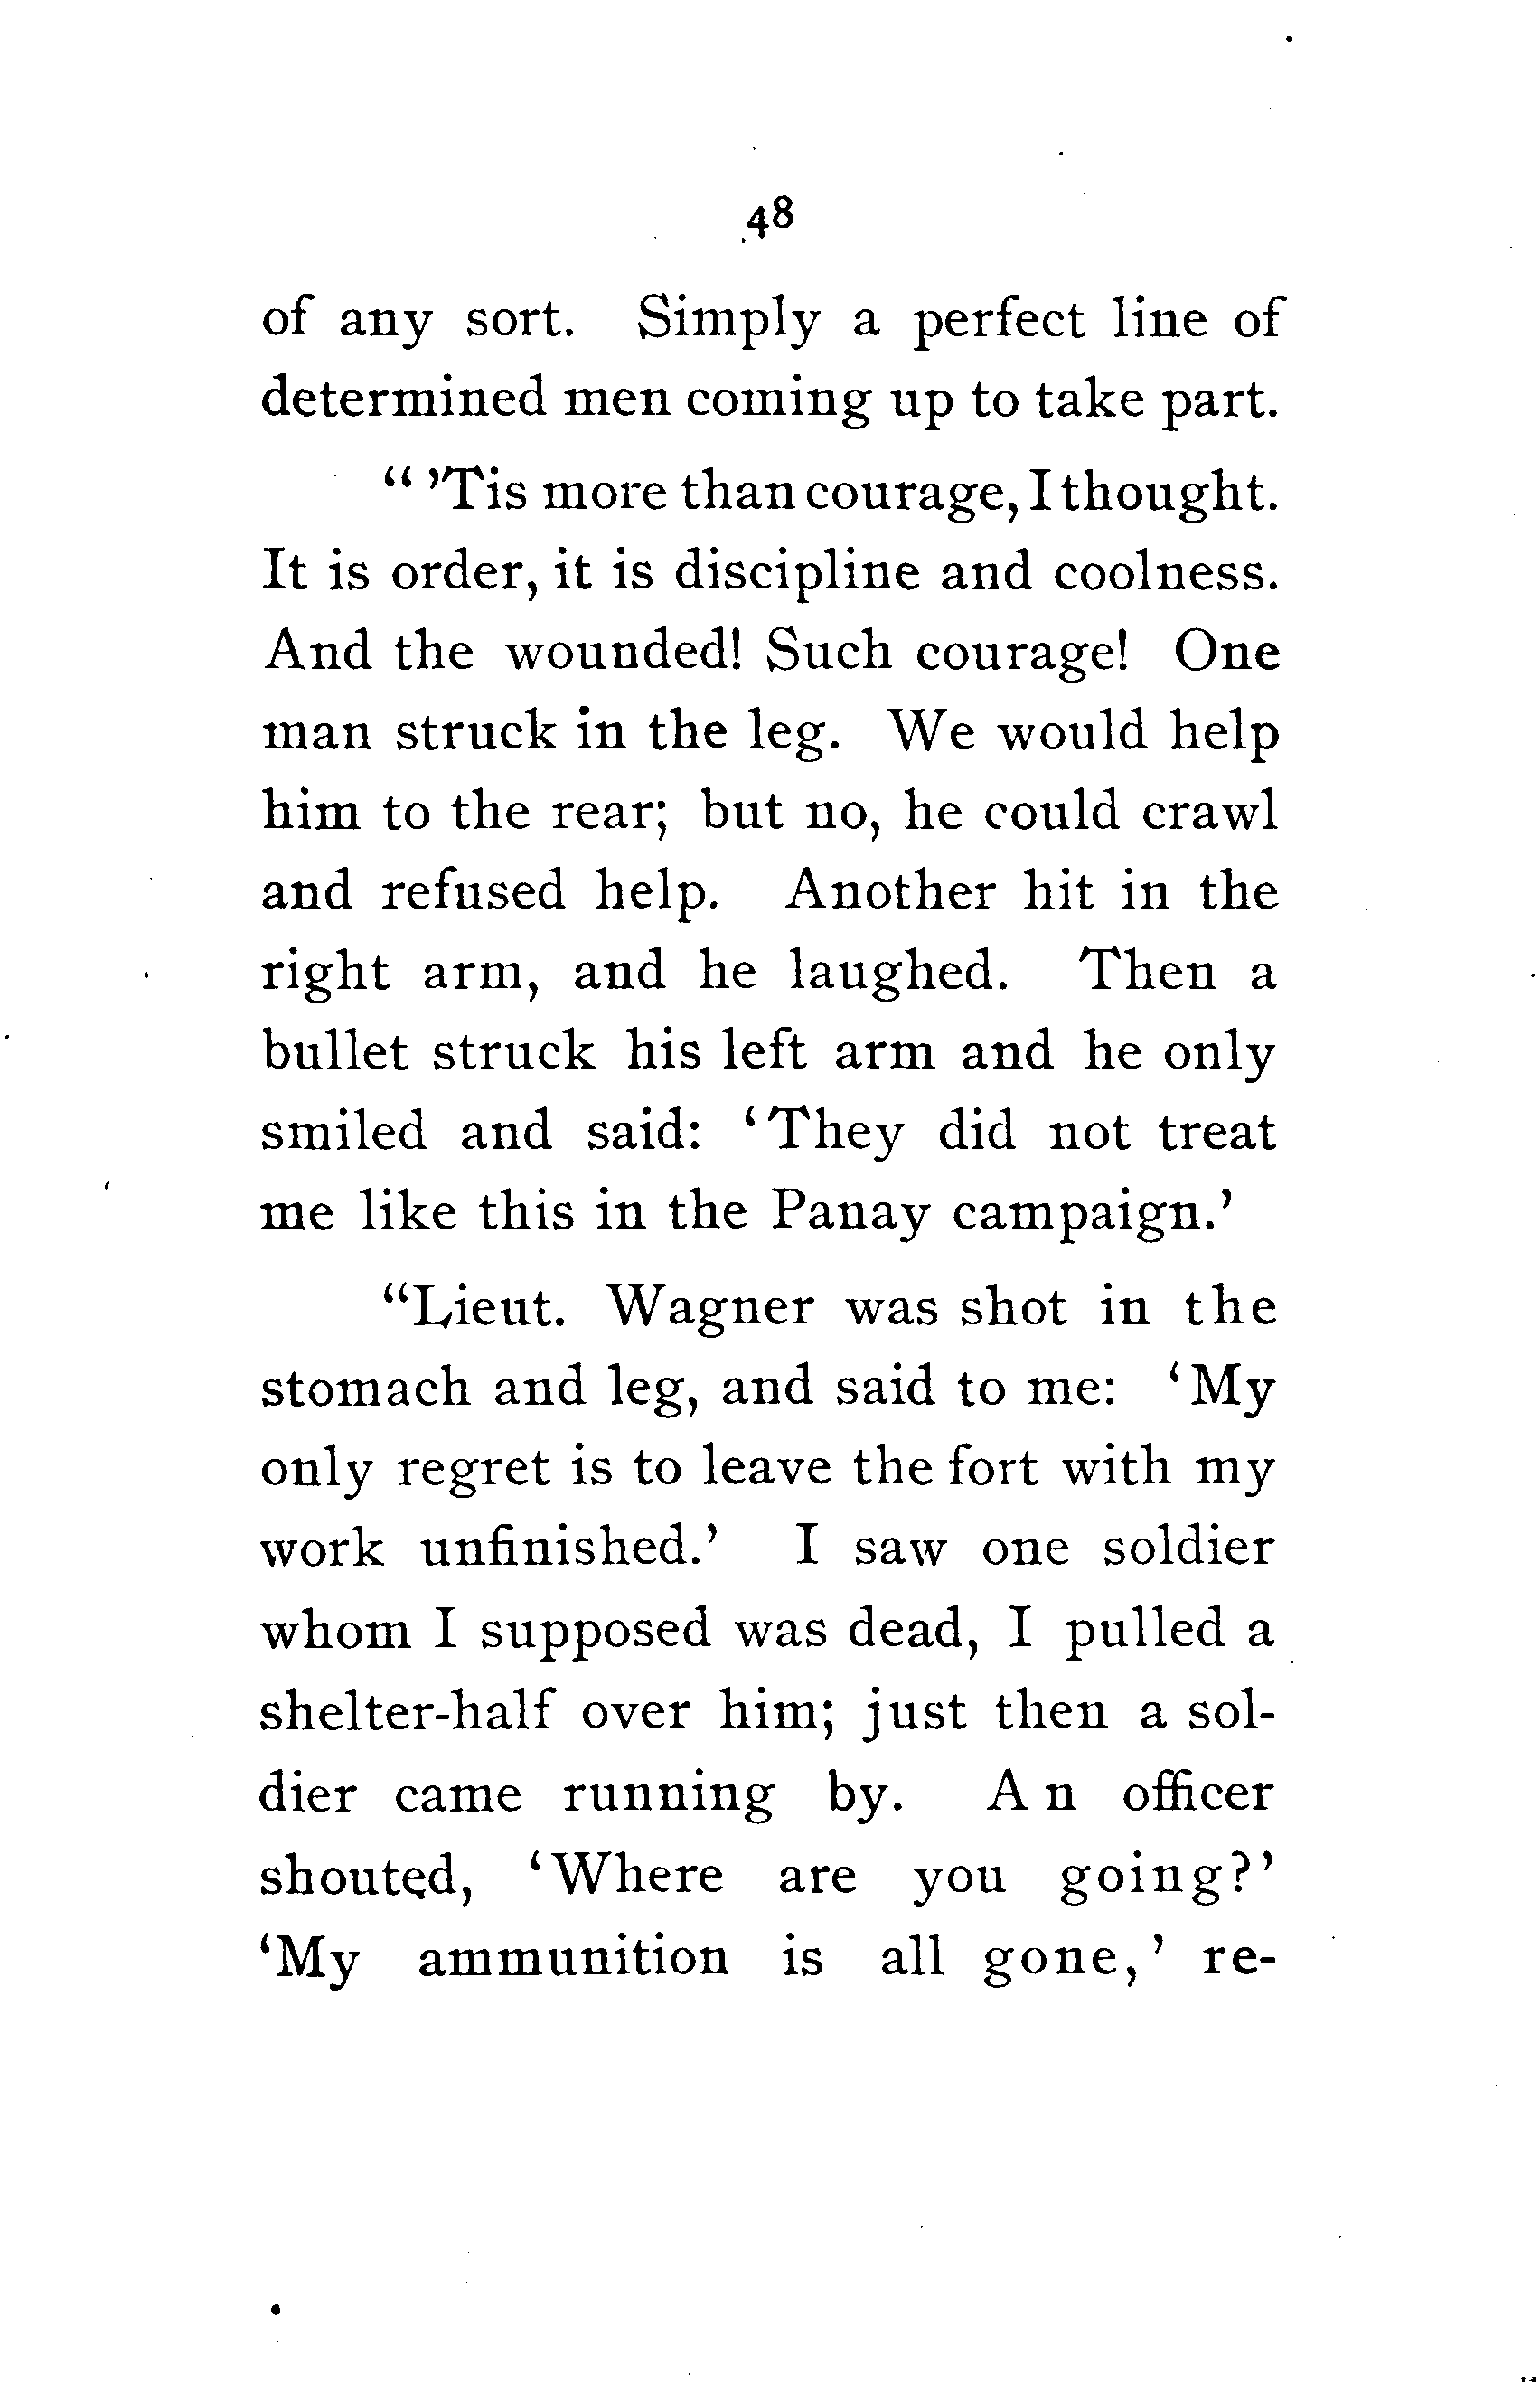 48
of any sort. Simply a perfect line of
determined men coming up to take part.
" 'Tis more than courage, I thought.
It is order, it is discipline and coolness.
And the wounded! Such courage! One
man struck in the leg. We would help
him to the rear; but no, he could crawl
and refused help. Another hit in the
right arm, and he laughed. Then a
bullet struck his left arm and he only
smiled and said: 'They did not treat
me like this in the Panay campaign.'
"Lieut. Wagner was shot in the
stomach and leg, and said to me: 'My
only regret is to leave the fort with my
work unfinished.' I saw one soldier
whom I supposed was dead, I pulled a
shelter-half over him; just then a sol-
dier came running by. An officer
shouted, 'Where are you going?'
'My ammunition is all gone,' re-